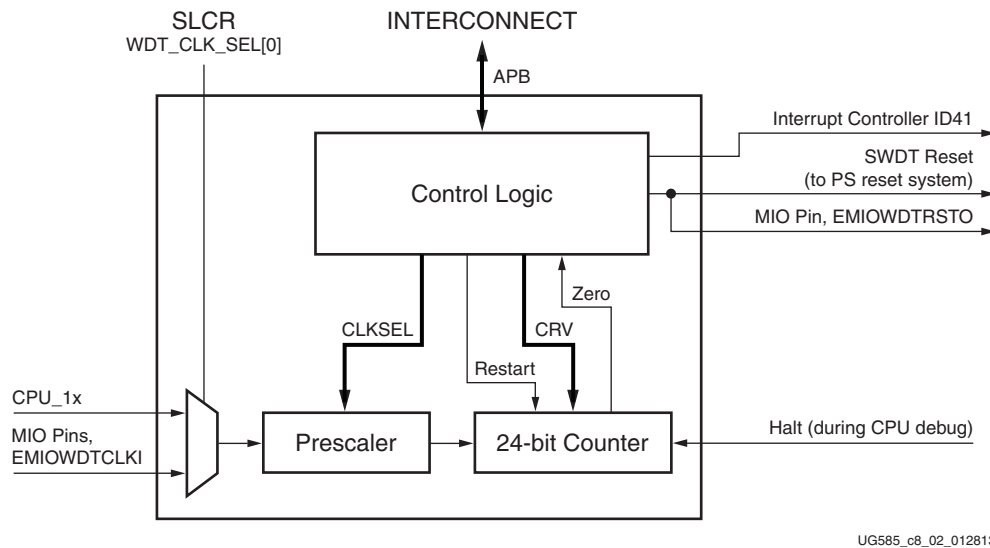 SLCR
WDT_CLK_SEL[0]
INTERCONNECT
APB
Interrupt Controller ID41
SWDT Reset
(to PS reset system)
MIO Pin, EMIOWDTRSTO
Control Logic
Zero
CLKSEL
CRV
Restart
CPU_1x
MIO Pins,
EMIOWDTCLKI
Prescaler
24-bit Counter
Halt (during CPU debug)
UG585_c8_02_012813